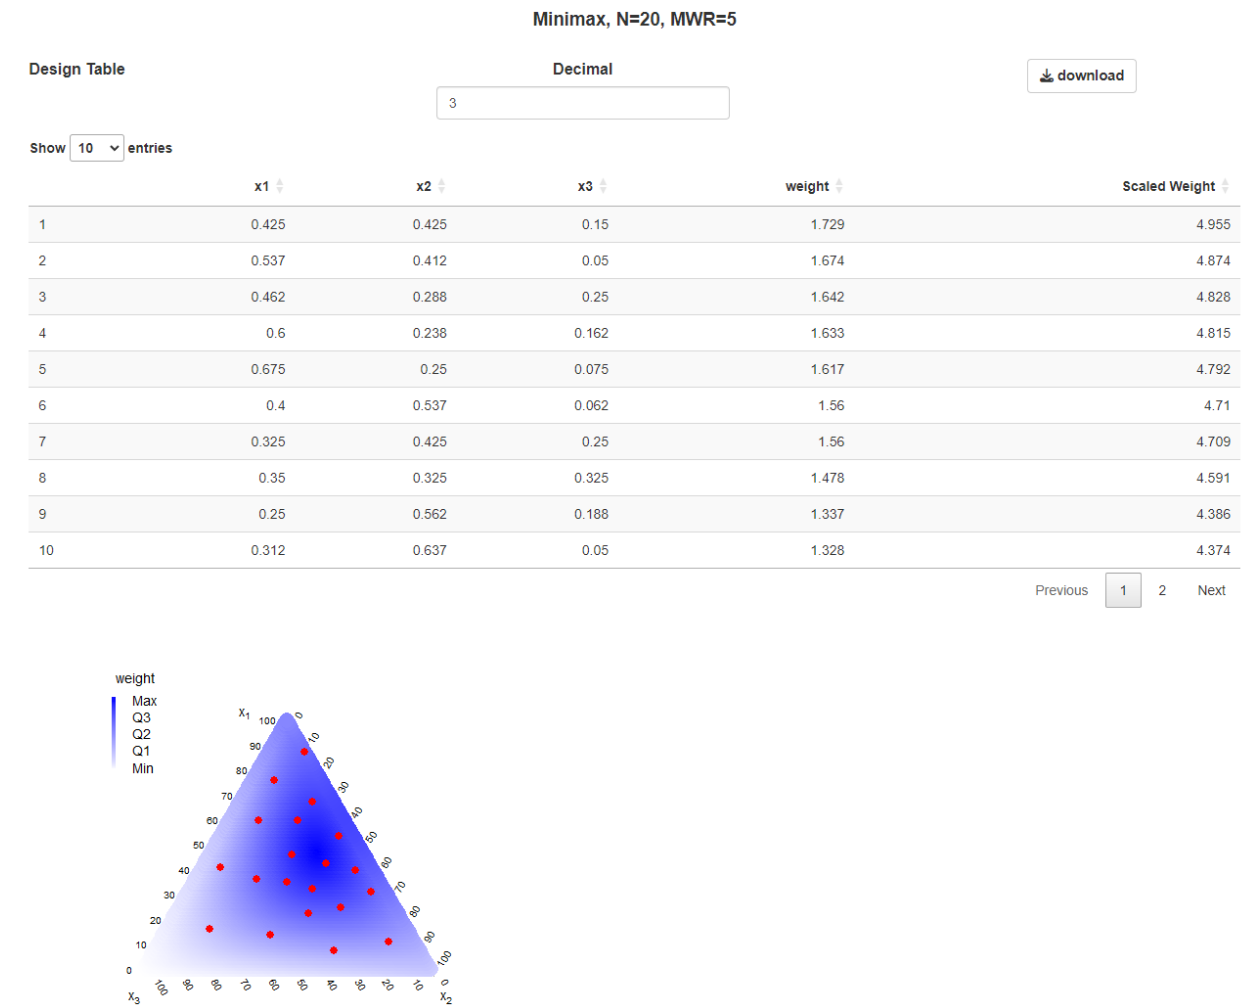 Minimax, N=20, MWR=5
Design Table Decimal download
3
Show 10 entries
x1 x2 x3 weight Scaled Weight
1 0.425 0.425 0.15 1.729 4.955
2 0.537 0.412 0.05 1.674 4.874
3 0.462 0.288 0.25 1.642 4.828
4 0.6 0.238 0.162 1.633 4.815
5 0.675 0.25 0.075 1.617 4.792
6 0.4 0.537 0.062 1.56 4.71
7 0.325 0.425 0.25 1.56 4.709
8 0.35 0.325 0.325 1.478 4.591
9 0.25 0.562 0.188 1.337 4.386
10 0.312 0.637 0.05 1.328 4.374
Previous 1 2 Next
weight
Max
Q3
Q2
Q1
Min
X1 100 0
90 10
80 20
70 30
60 40
50 50
40 60
30 70
20 80
10 90
0 100
100 90 80 70 60 50 40 30 20 10 0
X3 X2